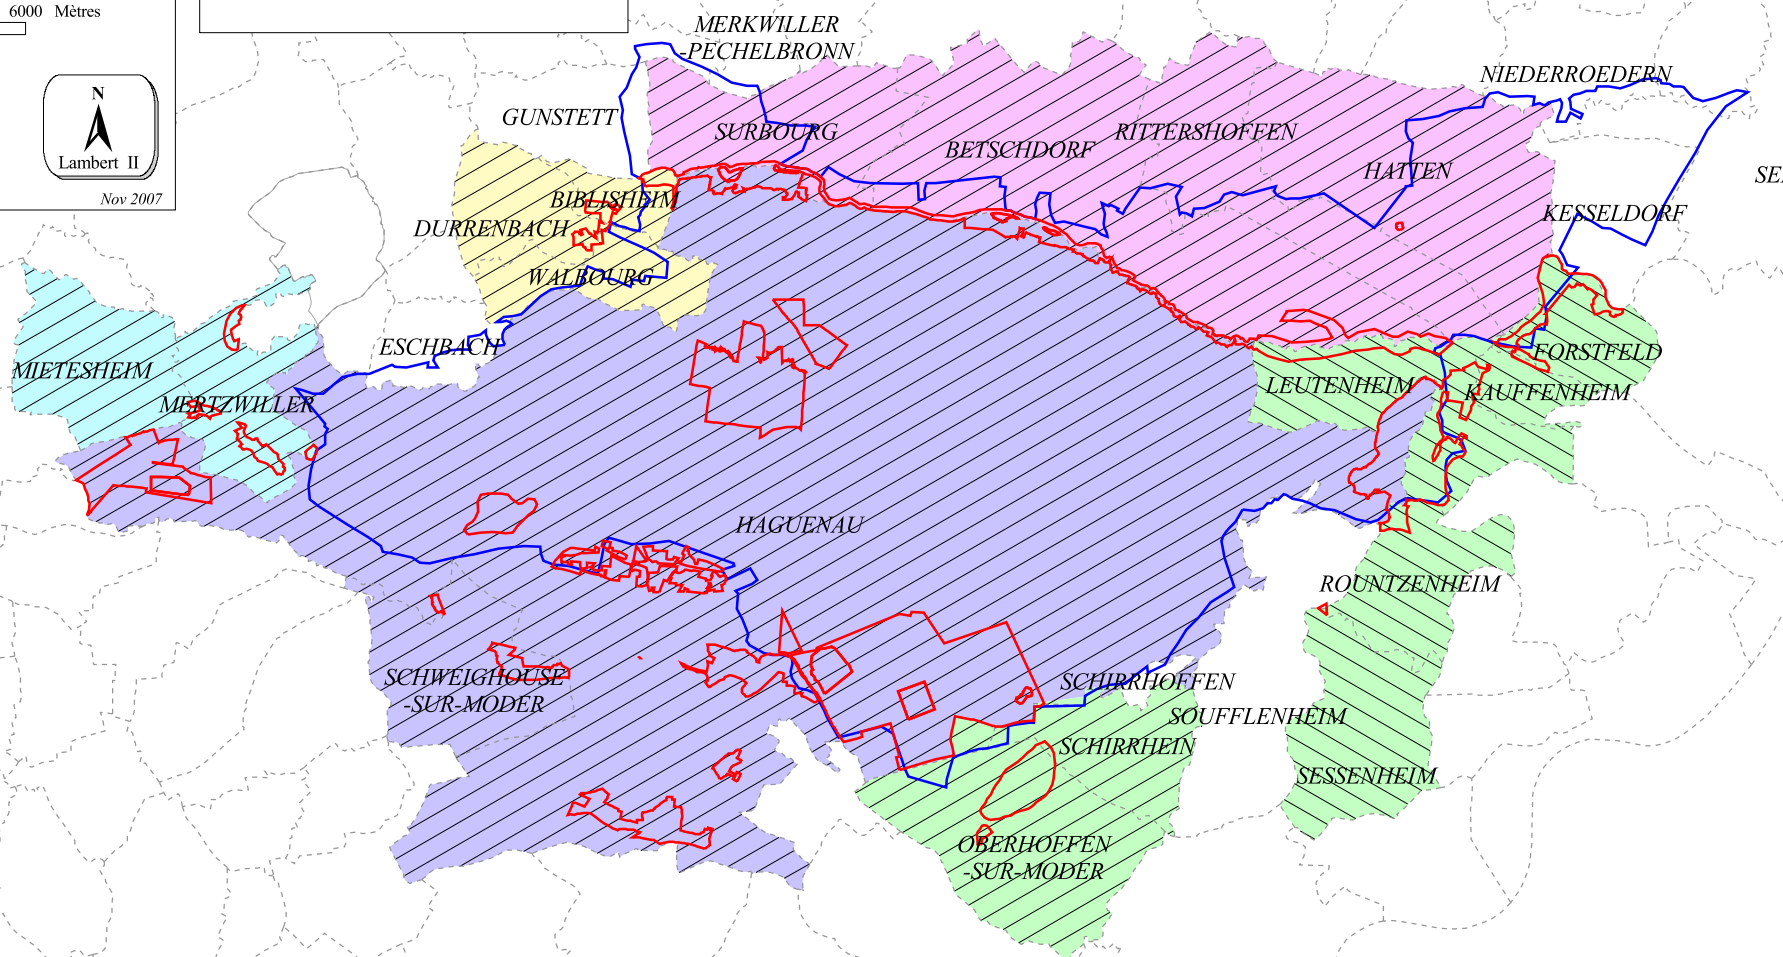 6000 Mètres
N
Lambert II
Nov 2007
MERKWILLER
-PECHELBRONN
NIEDERROEDERN
GUNSTETT
SURBOURG
BETSCHDORF
RITTERSHOFFEN
HATTEN
BIBLISHEIM
DURRENBACH
KESSELDORF
WALBOURG
ESCHBACH
MIETESHEIM
MERTZWILLER
FORSTFELD
LEUTENHEIM
KAUFFENHEIM
HAGUENAU
ROUNTZENHEIM
SCHWEIGHOUSE
-SUR-MODER
SCHIRRHOFFEN
SOUFFLENHEIM
SCHIRRHEIN
SESSENHEIM
OBERHOFFEN
-SUR-MODER